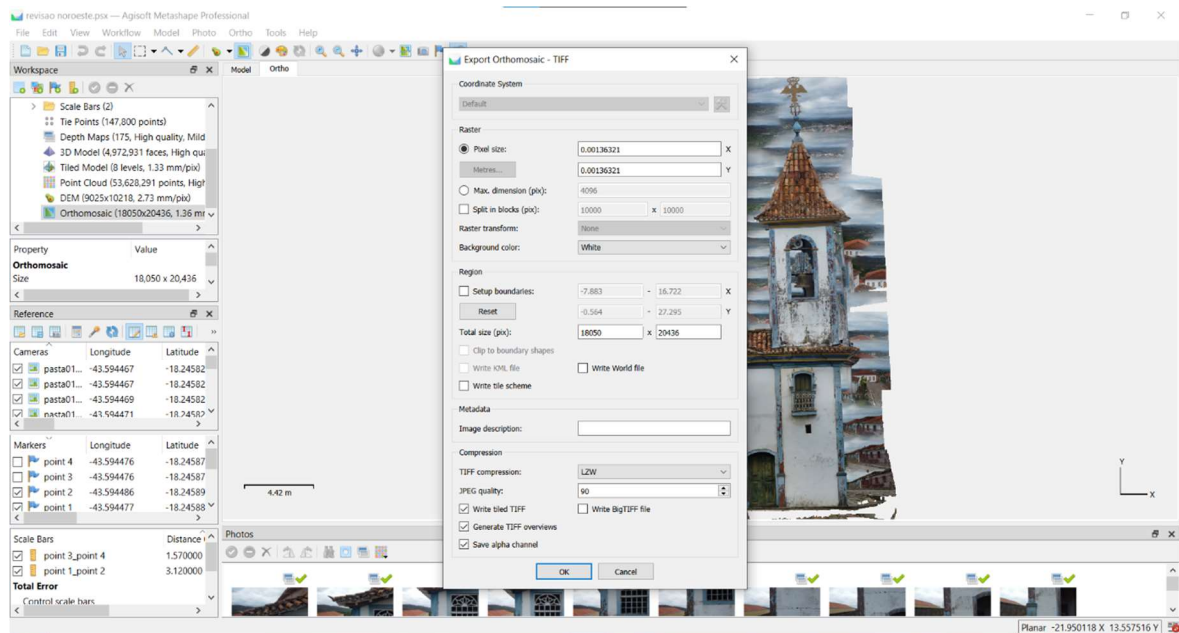 revisao noroeste.psx — Agisoft Metashape Professional
File Edit View Workflow Model Photo Ortho Tools Help
Workspace
Scale Bars (2)
Tie Points (147,800 points)
Depth Maps (175, High quality, Mild
3D Model (4,972,931 faces, High qua
Tiled Model (8 levels, 1.33 mm/pix)
Point Cloud (53,628,291 points, High
DEM (9025x10218, 2.73 mm/pix)
Orthomosaic (18050x20436, 1.36 mr
Property Value
Orthomosaic
Size 18,050 x 20,436
Reference
Cameras Longitude Latitude
pasta01... -43.594467 -18.24582
pasta01... -43.594467 -18.24582
pasta01... -43.594469 -18.24582
pasta01... -43.594471 -18.24582
Markers Longitude Latitude
point 4 -43.594476 -18.24587
point 3 -43.594476 -18.24587
point 2 -43.594486 -18.24589
point 1 -43.594477 -18.24588
Scale Bars Distance (
point 3_point 4 1.570000
point 1_point 2 3.120000
Total Error
Control scale bars
Model Ortho
4.42 m
Export Orthomosaic - TIFF
Coordinate System
Default
Raster
Pixel size: 0.00136321 X
Metres... 0.00136321 Y
Max. dimension (pix): 4096
Split in blocks (pix): 10000 x 10000
Raster transform: None
Background color: White
Region
Setup boundaries: -7.883 - 16.722 X
Reset -0.564 - 27.295 Y
Total size (pix): 18050 x 20436
Clip to boundary shapes
Write KML file Write World file
Write tile scheme
Metadata
Image description:
Compression
TIFF compression: LZW
JPEG quality: 90
Write tiled TIFF Write BigTIFF file
Generate TIFF overviews
Save alpha channel
OK Cancel
Y
X
Photos
Planar -21.950118 X 13.557516 Y